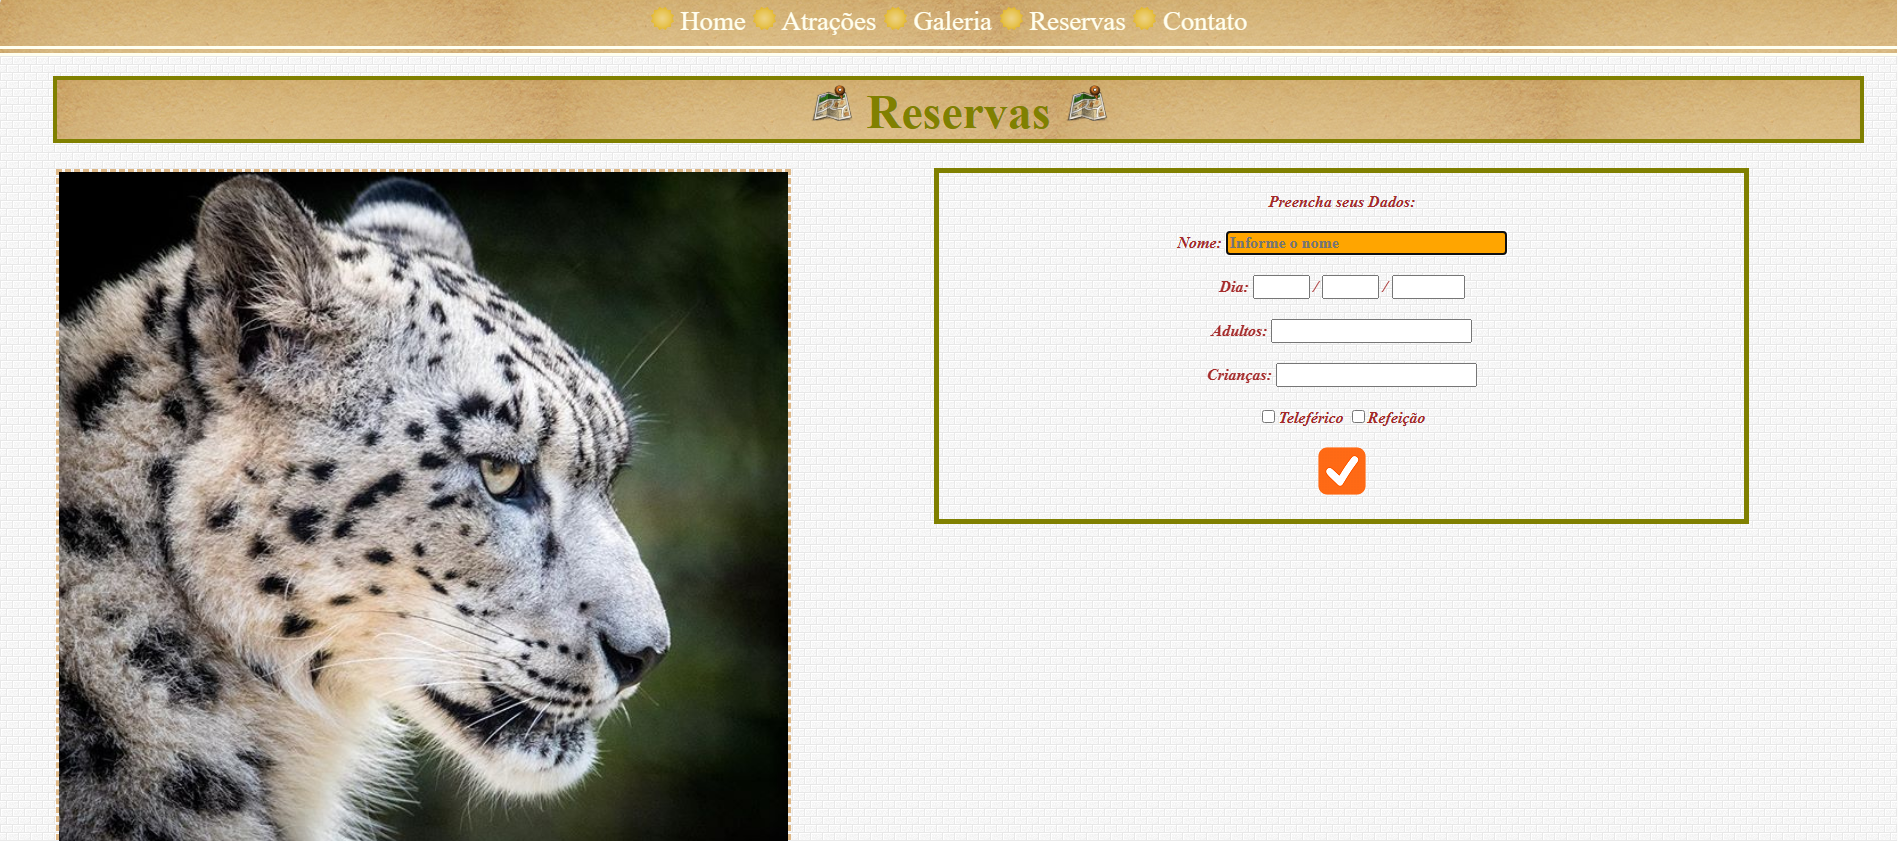 Home Atrações Galeria Reservas Contato
Reservas
Preencha seus Dados:
Nome: Informe o nome
Dia: / /
Adultos:
Crianças:
Teleférico Refeição